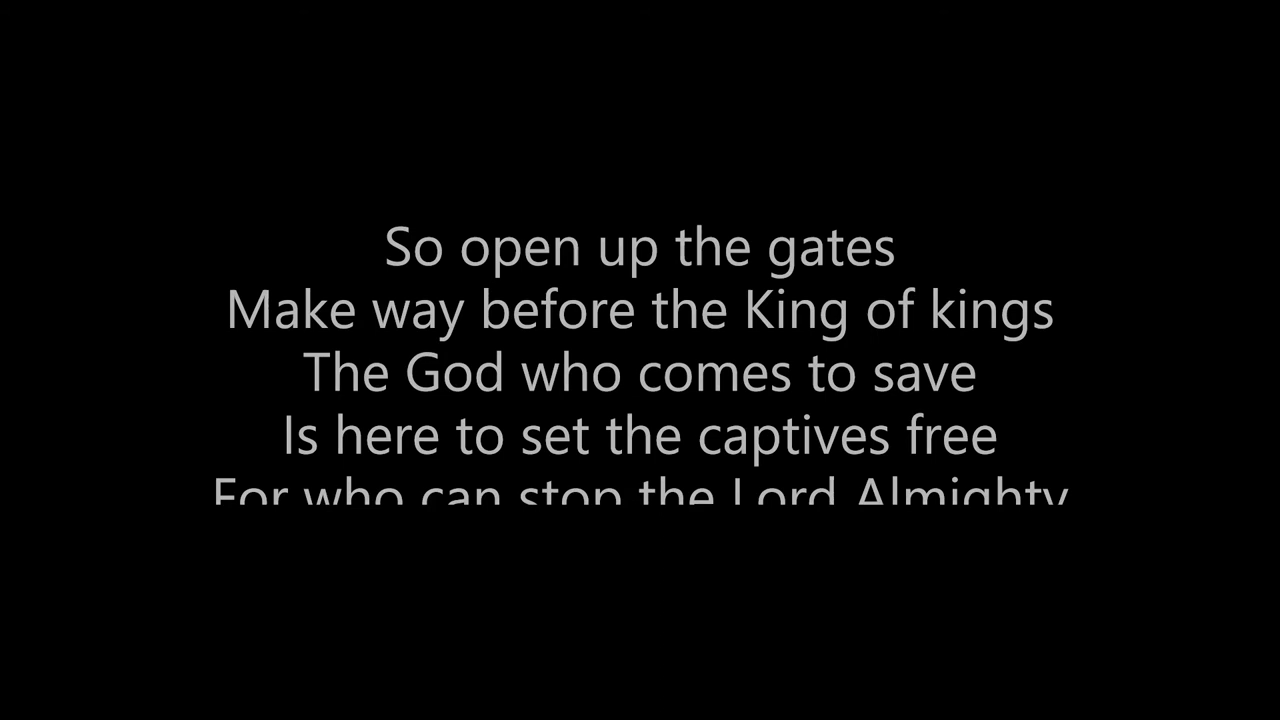 So open up the gates
Make way before the King of kings
The God who comes to save
Is here to set the captives free
For who can stop the Lord Almighty